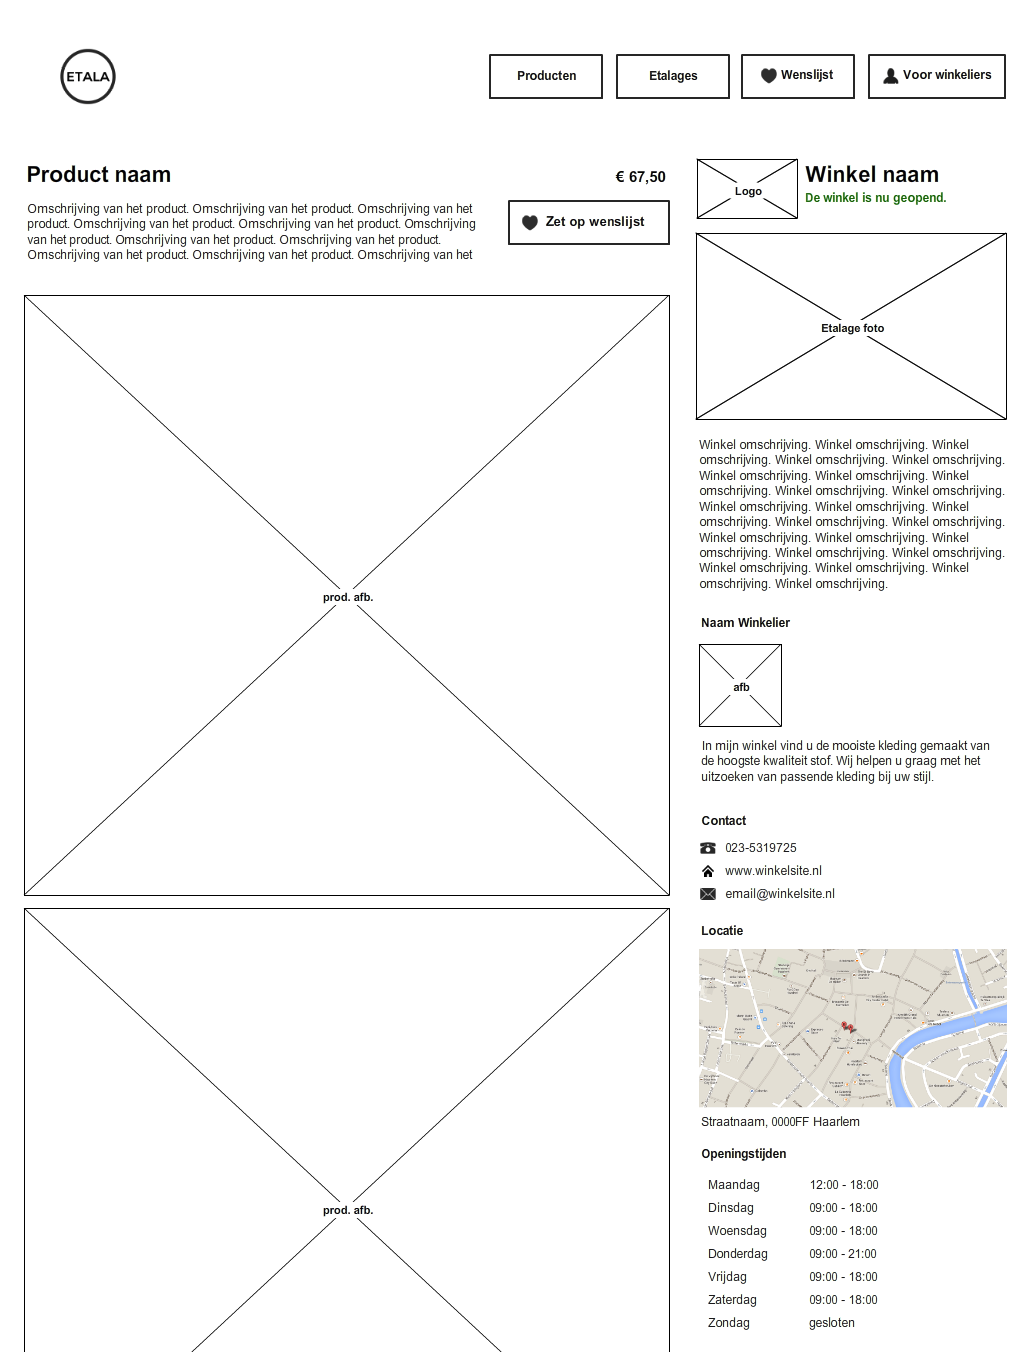 ETALA
Producten
Etalages
Wenslijst
Voor winkeliers
Product naam
€ 67,50
Omschrijving van het product. Omschrijving van het product. Omschrijving van het
product. Omschrijving van het product. Omschrijving van het product. Omschrijving
van het product. Omschrijving van het product. Omschrijving van het product.
Omschrijving van het product. Omschrijving van het product. Omschrijving van het
Zet op wenslijst
prod. afb.
prod. afb.
Logo
Winkel naam
De winkel is nu geopend.
Etalage foto
Winkel omschrijving. Winkel omschrijving. Winkel
omschrijving. Winkel omschrijving. Winkel omschrijving.
Winkel omschrijving. Winkel omschrijving. Winkel
omschrijving. Winkel omschrijving. Winkel omschrijving.
Winkel omschrijving. Winkel omschrijving. Winkel
omschrijving. Winkel omschrijving. Winkel omschrijving.
Winkel omschrijving. Winkel omschrijving. Winkel
omschrijving. Winkel omschrijving. Winkel omschrijving.
Winkel omschrijving. Winkel omschrijving. Winkel
omschrijving. Winkel omschrijving.
Naam Winkelier
afb
In mijn winkel vind u de mooiste kleding gemaakt van
de hoogste kwaliteit stof. Wij helpen u graag met het
uitzoeken van passende kleding bij uw stijl.
Contact
023-5319725
www.winkelsite.nl
email@winkelsite.nl
Locatie
Straatnaam, 0000FF Haarlem
Openingstijden
Maandag 12:00 - 18:00
Dinsdag 09:00 - 18:00
Woensdag 09:00 - 18:00
Donderdag 09:00 - 21:00
Vrijdag 09:00 - 18:00
Zaterdag 09:00 - 18:00
Zondag gesloten